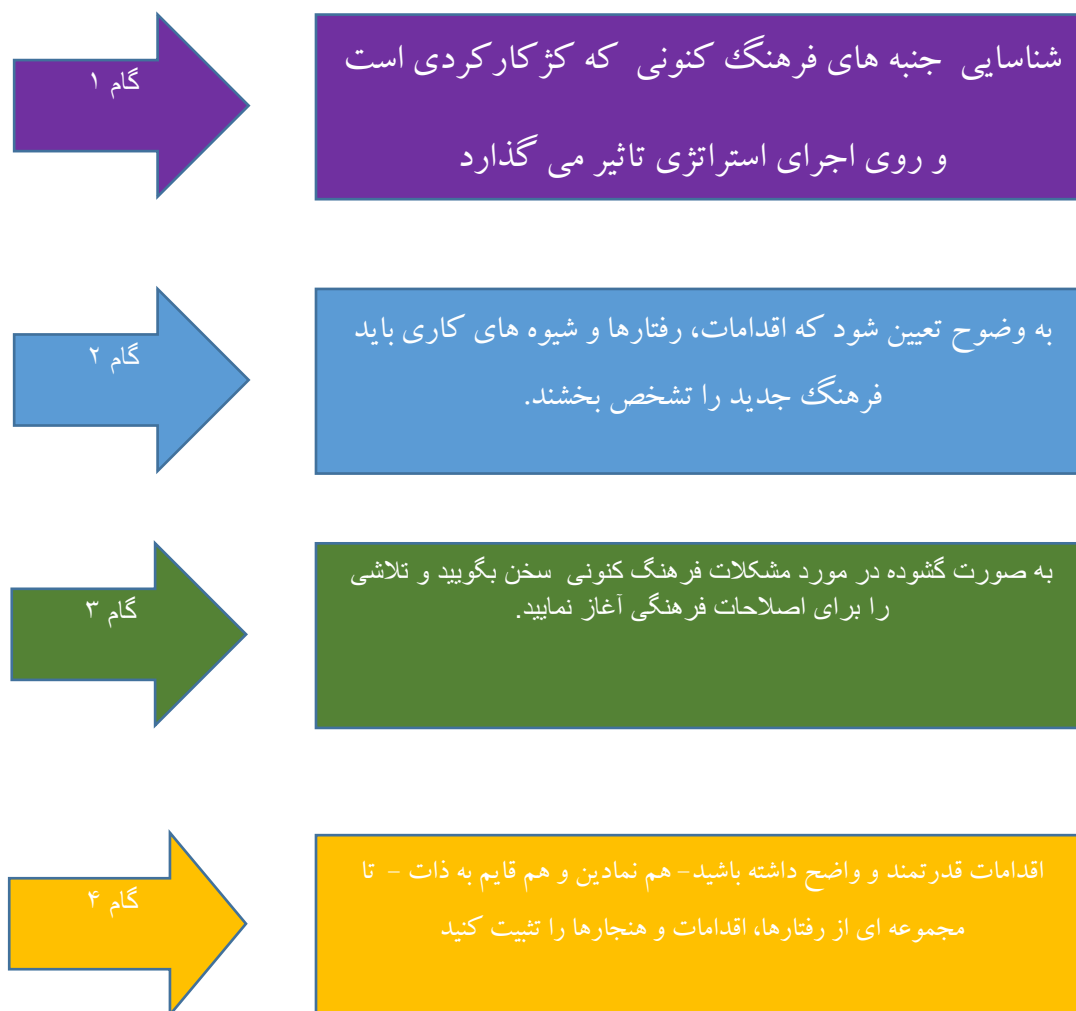 گام ۱
شناسایی جنبه های فرهنگ کنونی که کژکارکردی است
و روی اجرای استراتژی تاثیر می گذارد
گام ۲
به وضوح تعیین شود که اقدامات، رفتارها و شیوه های کاری باید
فرهنگ جدید را تشخص بخشند.
گام ۳
به صورت گشوده در مورد مشکلات فرهنگ کنونی سخن بگویید و تلاشی
را برای اصلاحات فرهنگی آغاز نمایید.
گام ۴
اقدامات قدرتمند و واضح داشته باشید– هم نمادین و هم قایم به ذات – تا
مجموعه ای از رفتارها، اقدامات و هنجارها را تثبیت کنید